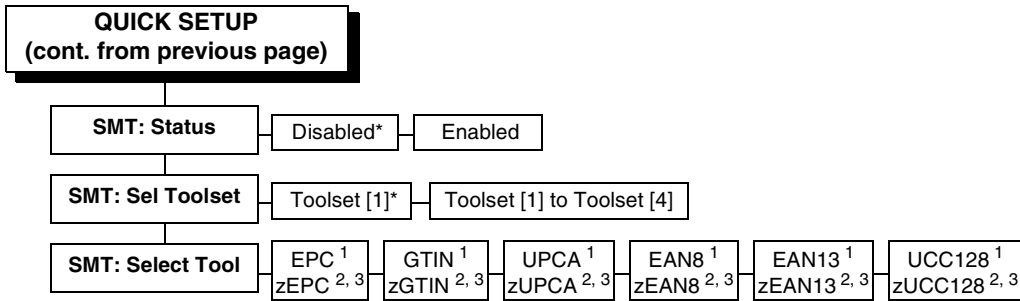 QUICK SETUP
(cont. from previous page)
SMT: Status
Disabled*
Enabled
SMT: Sel Toolset
Toolset [1]*
Toolset [1] to Toolset [4]
SMT: Select Tool
EPC 1
zEPC 2, 3
GTIN 1
zGTIN 2, 3
UPCA 1
zUPCA 2, 3
EAN8 1
zEAN8 2, 3
EAN13 1
zEAN13 2, 3
UCC128 1
zUCC128 2, 3